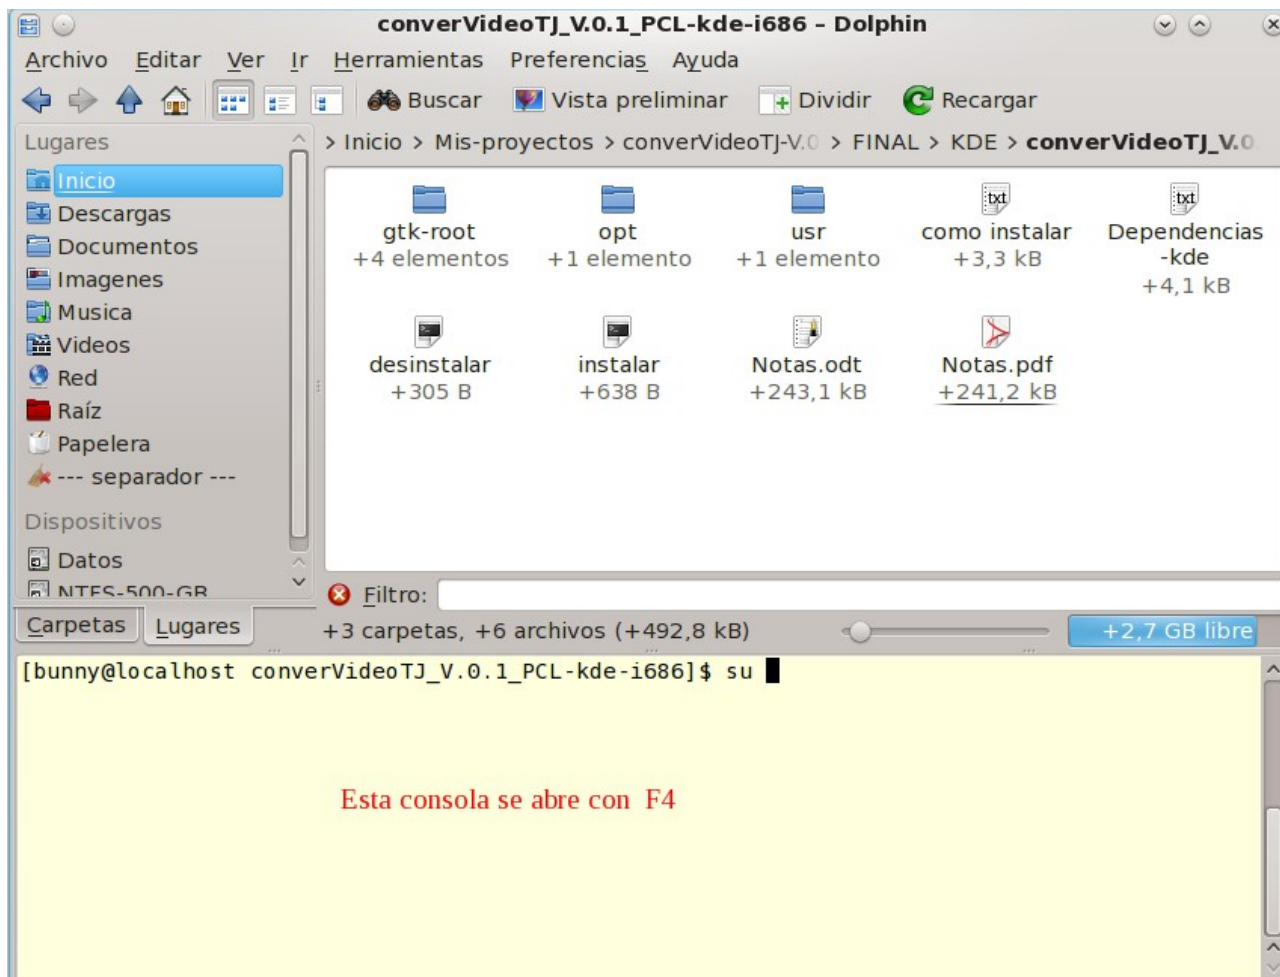 converVideoTJ_V.0.1_PCL-kde-i686 – Dolphin
Archivo Editar Ver Ir Herramientas Preferencias Ayuda
Buscar Vista preliminar Dividir Recargar
Lugares
> Inicio > Mis-proyectos > converVideoTJ-V.0 > FINAL > KDE > converVideoTJ_V.0
Inicio
Descargas
Documentos
Imagenes
Musica
Videos
Red
Raíz
Papelera
--- separador ---
Dispositivos
Datos
NTFS-500-GB
Carpetas Lugares
gtk-root
+4 elementos
opt
+1 elemento
usr
+1 elemento
txt
como instalar
+3,3 kB
txt
Dependencias
-kde
+4,1 kB
desinstalar
+305 B
instalar
+638 B
Notas.odt
+243,1 kB
Notas.pdf
+241,2 kB
Filtro:
+3 carpetas, +6 archivos (+492,8 kB)
+2,7 GB libre
[bunny@localhost converVideoTJ_V.0.1_PCL-kde-i686]$ su
Esta consola se abre con F4